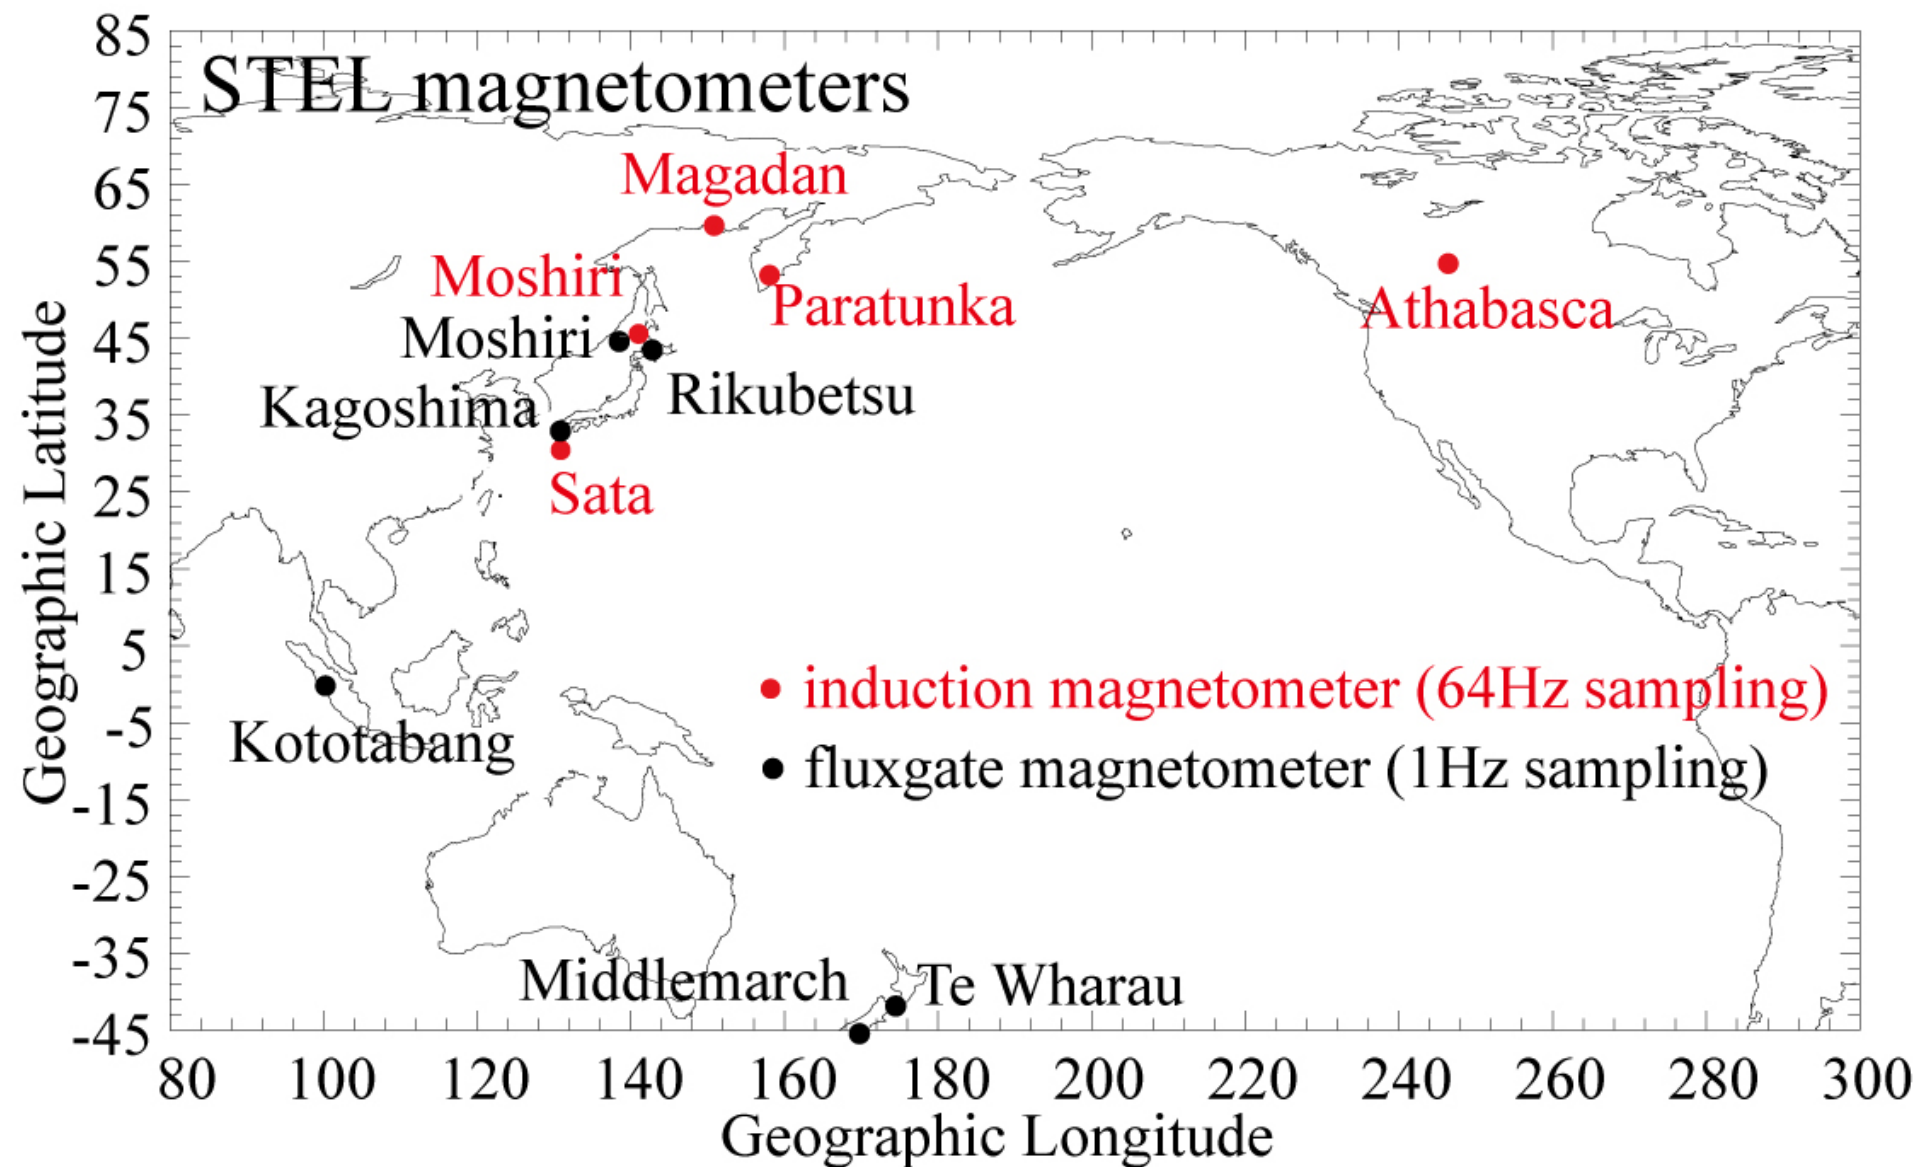 STEL magnetometers
Magadan
Moshiri
Paratunka
Athabasca
Moshiri
Kagoshima
Rikubetsu
Sata
Kototabang
induction magnetometer (64Hz sampling)
fluxgate magnetometer (1Hz sampling)
Middlemarch
Te Wharau
Geographic Latitude
85
75
65
55
45
35
25
15
5
-5
-15
-25
-35
-45
80 100 120 140 160 180 200 220 240 260 280 300
Geographic Longitude